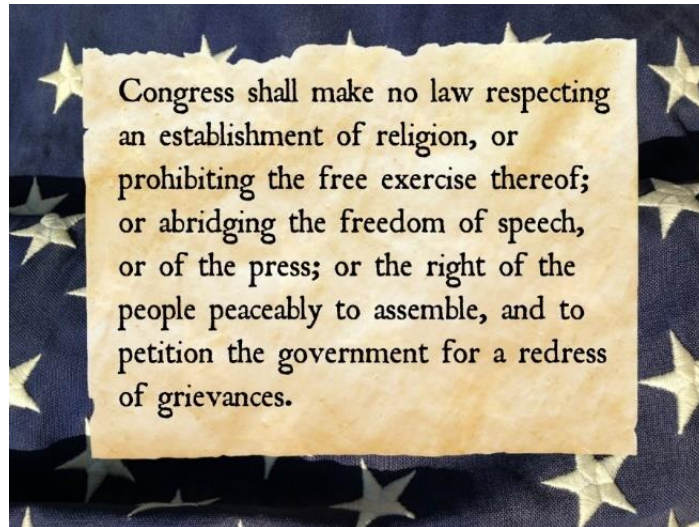 Congress shall make no law respecting
an establishment of religion, or
prohibiting the free exercise thereof;
or abridging the freedom of speech,
or of the press; or the right of the
people peaceably to assemble, and to
petition the government for a redress
of grievances.